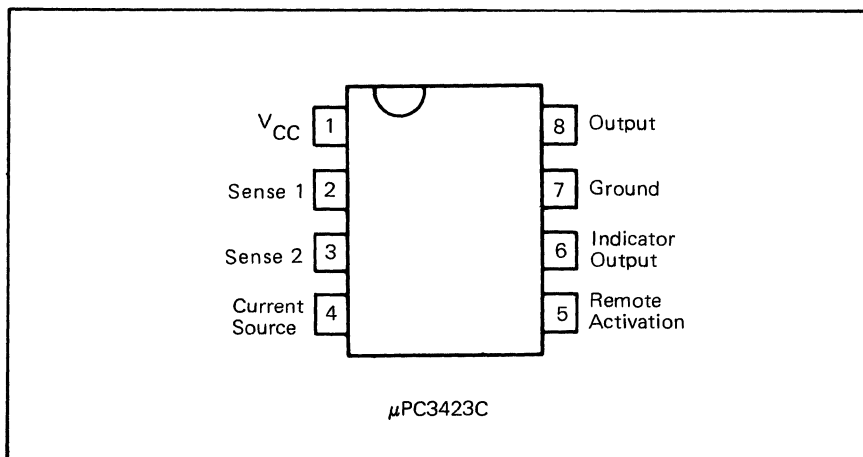 VCC 1
Sense 1 2
Sense 2 3
Current
Source 4
8 Output
7 Ground
6 Indicator
Output
5 Remote
Activation
μPC3423C